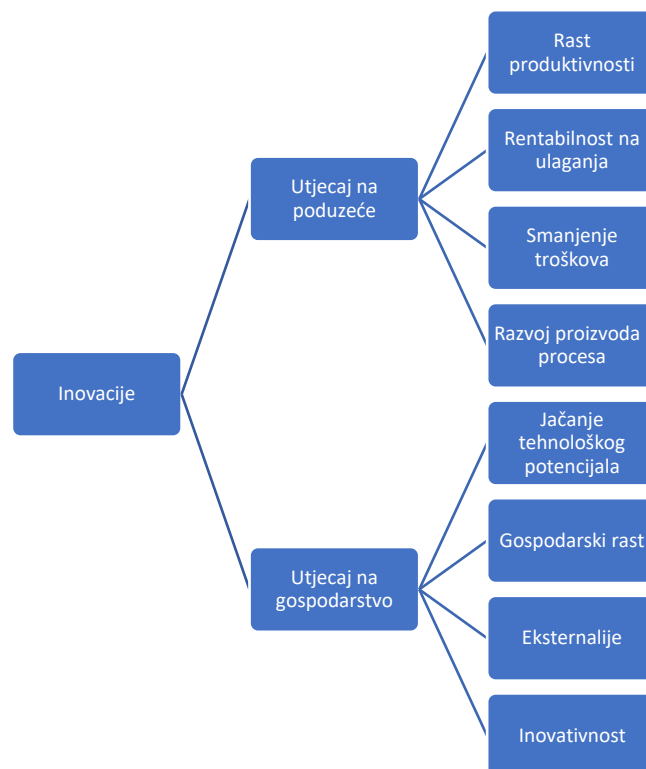 Inovacije
Utjecaj na
poduzeće
Rast
produktivnosti
Rentabilnost na
ulaganja
Smanjenje
troškova
Razvoj proizvoda
procesa
Utjecaj na
gospodarstvo
Jačanje
tehnološkog
potencijala
Gospodarski rast
Eksternalije
Inovativnost